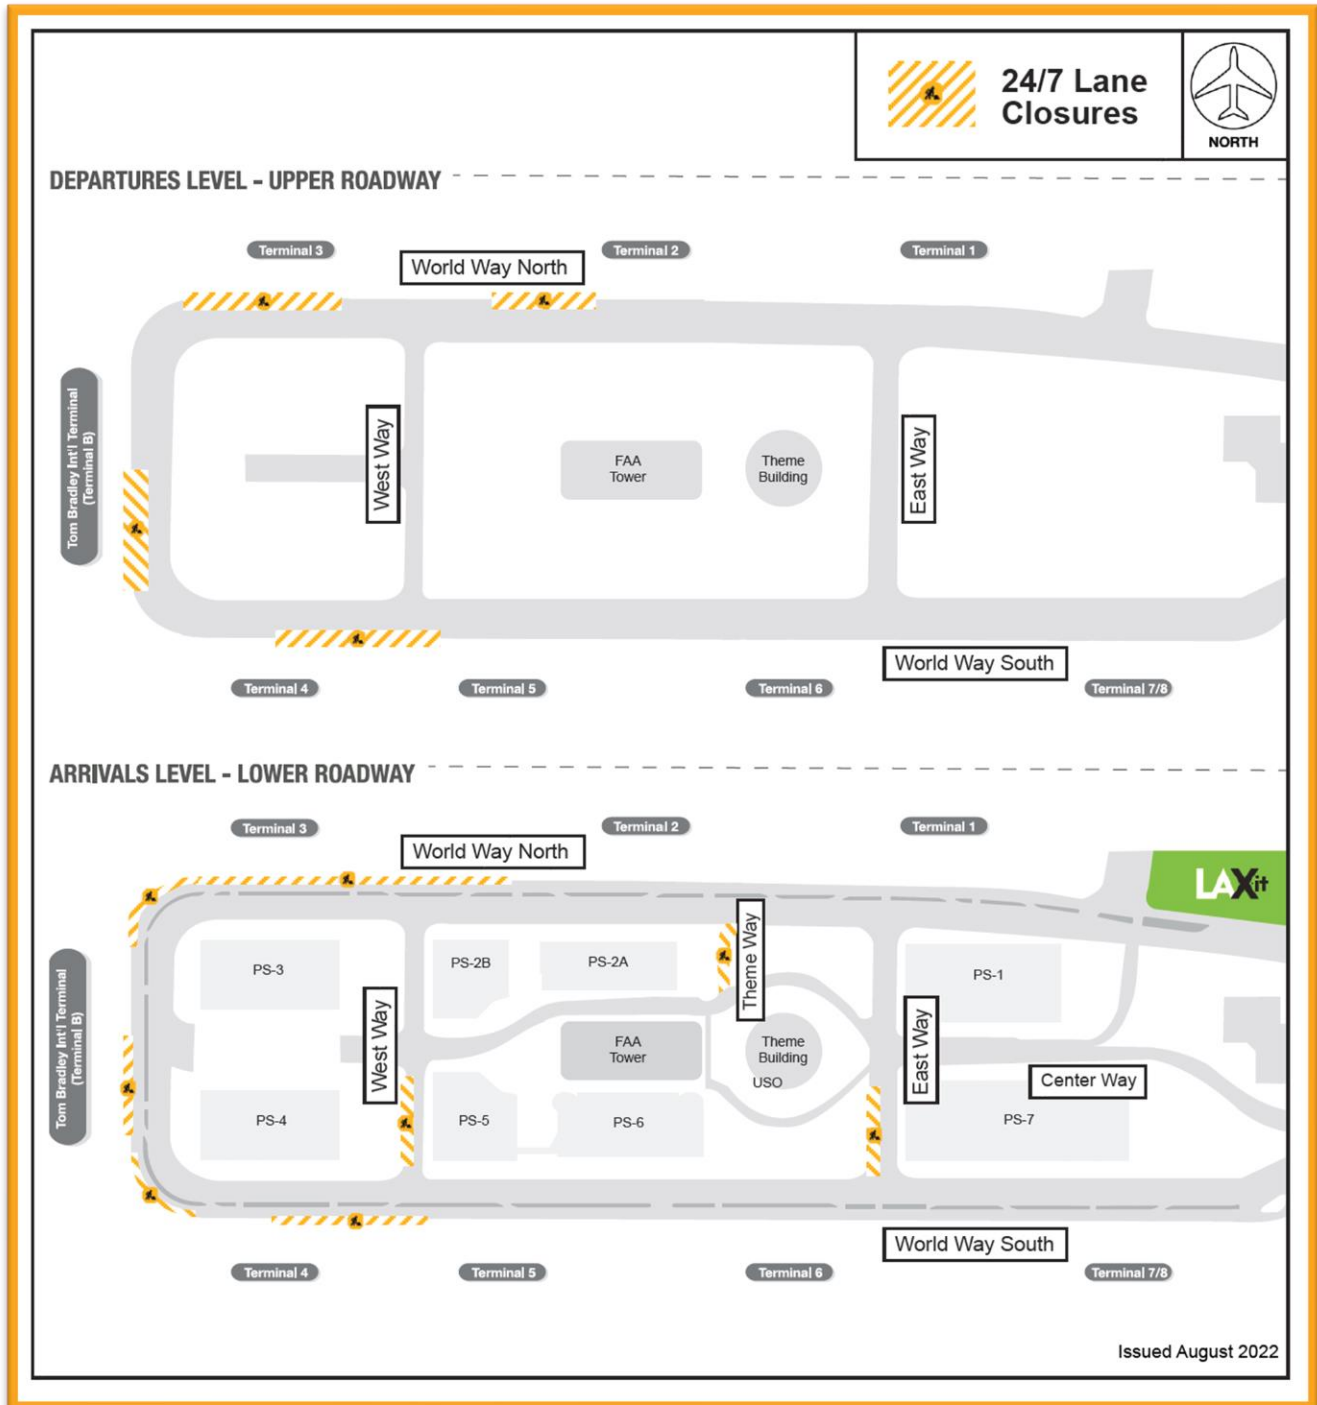 24/7 Lane
Closures
NORTH
DEPARTURES LEVEL - UPPER ROADWAY
Terminal 3
World Way North
Terminal 2
Terminal 1
Tom Bradley Int'l Terminal
(Terminal B)
West Way
FAA
Tower
Theme
Building
East Way
World Way South
Terminal 4
Terminal 5
Terminal 6
Terminal 7/8
ARRIVALS LEVEL - LOWER ROADWAY
Terminal 3
World Way North
Terminal 2
Terminal 1
LAXit
Theme Way
PS-3
PS-2B
PS-2A
PS-1
Tom Bradley Int'l Terminal
(Terminal B)
West Way
FAA
Tower
Theme
Building
USO
East Way
Center Way
PS-4
PS-5
PS-6
PS-7
World Way South
Terminal 4
Terminal 5
Terminal 6
Terminal 7/8
Issued August 2022